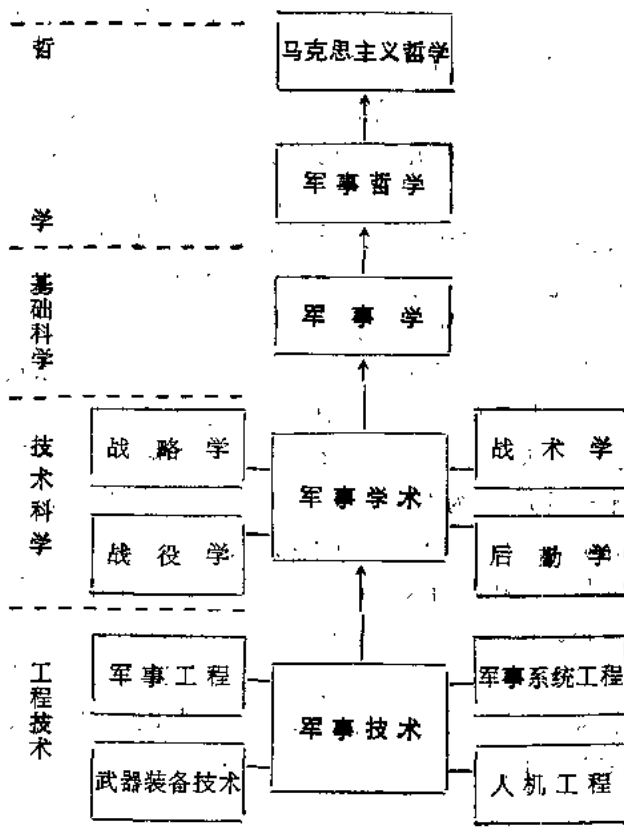 哲学
马克思主义哲学
军事哲学
基础科学
军事学
技术科学
战略学
战术学
军事学术
战役学
后勤学
工程技术
军事工程
军事系统工程
军事技术
武器装备技术
人机工程